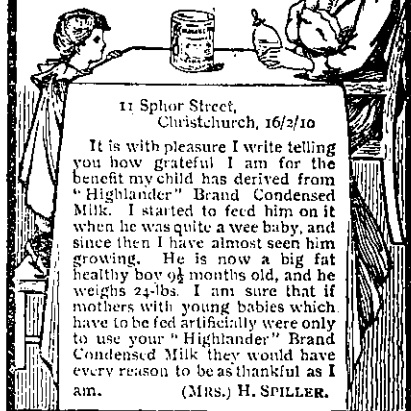 11 Sphor Street,
Christchurch, 16/2/10
It is with pleasure I write telling
you how grateful I am for the
benefit my child has derived from
"Highlander" Brand Condensed
Milk. I started to feed him on it
when he was quite a wee baby, and
since then I have almost seen him
growing. He is now a big fat
healthy boy 9½ months old, and he
weighs 24-lbs. I am sure that if
mothers with young babies which
have to be fed artificially were only
to use your "Highlander" Brand
Condensed Milk they would have
every reason to be as thankful as I
am. (MRS.) H. SPILLER.